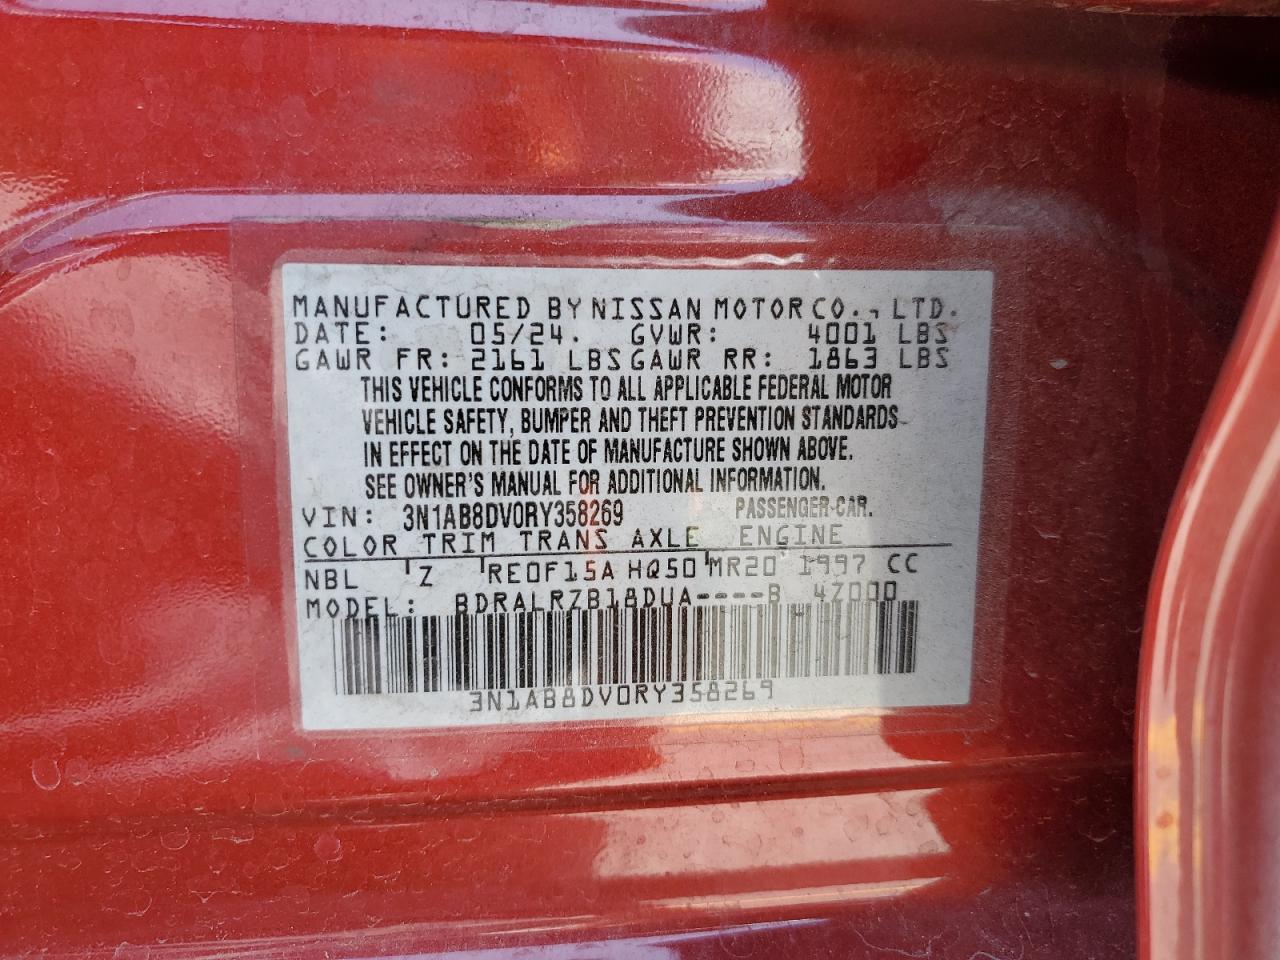 MANUFACTURED BY NISSAN MOTOR CO., LTD.
DATE: 05/24. GVWR: 4001 LBS
GAWR FR: 2161 LBS GAWR RR: 1863 LBS
THIS VEHICLE CONFORMS TO ALL APPLICABLE FEDERAL MOTOR
VEHICLE SAFETY, BUMPER AND THEFT PREVENTION STANDARDS
IN EFFECT ON THE DATE OF MANUFACTURE SHOWN ABOVE.
SEE OWNER'S MANUAL FOR ADDITIONAL INFORMATION.
VIN: 3N1AB8DV0RY358269 PASSENGER-CAR.
COLOR TRIM TRANS AXLE ENGINE
NBL Z RE0F15A HQ50 MR20 1997 CC
MODEL: BDRALRZB18DUA----B_4Z000
3N1AB8DV0RY358269